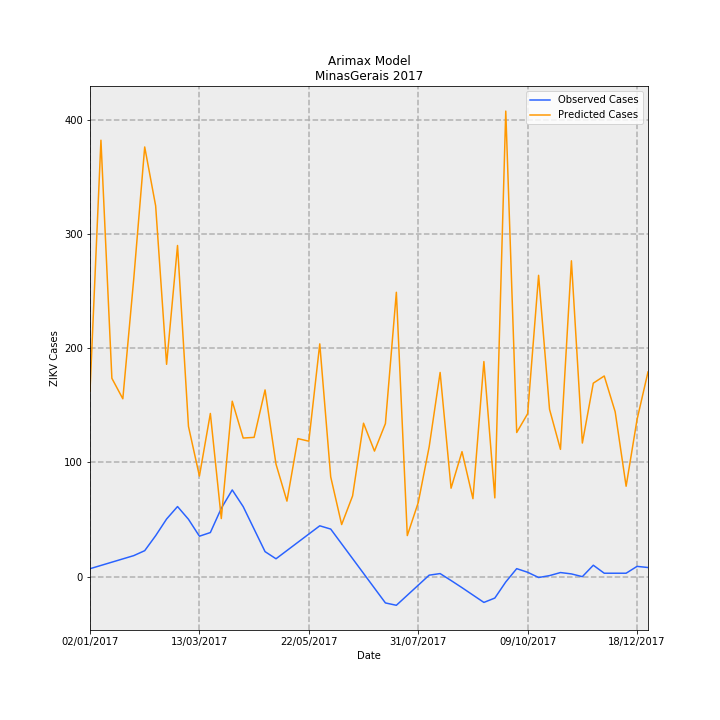 Arimax Model
MinasGerais 2017
Observed Cases
Predicted Cases
400
300
200
100
0
ZIKV Cases
02/01/2017
13/03/2017
22/05/2017
31/07/2017
09/10/2017
18/12/2017
Date